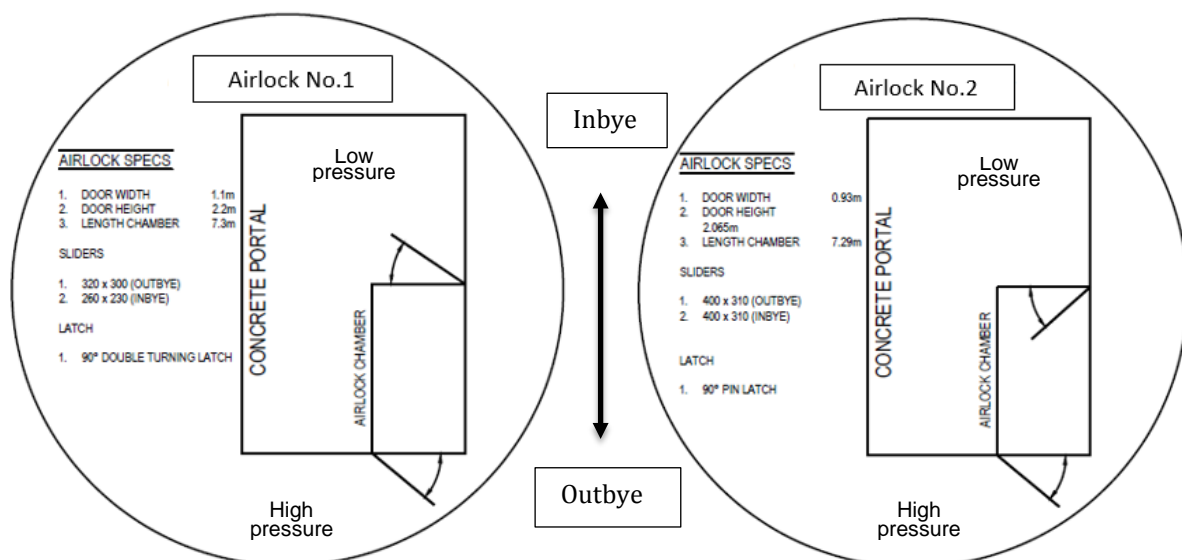 Airlock No.1
AIRLOCK SPECS
1. DOOR WIDTH 1.1m
2. DOOR HEIGHT 2.2m
3. LENGTH CHAMBER 7.3m
SLIDERS
1. 320 x 300 (OUTBYE)
2. 260 x 230 (INBYE)
LATCH
1. 90° DOUBLE TURNING LATCH
CONCRETE PORTAL
Low
pressure
AIRLOCK CHAMBER
High
pressure
Inbye
Outbye
Airlock No.2
AIRLOCK SPECS
1. DOOR WIDTH 0.93m
2. DOOR HEIGHT
2.065m
3. LENGTH CHAMBER 7.29m
SLIDERS
1. 400 x 310 (OUTBYE)
2. 400 x 310 (INBYE)
LATCH
1. 90° PIN LATCH
CONCRETE PORTAL
Low
pressure
AIRLOCK CHAMBER
High
pressure